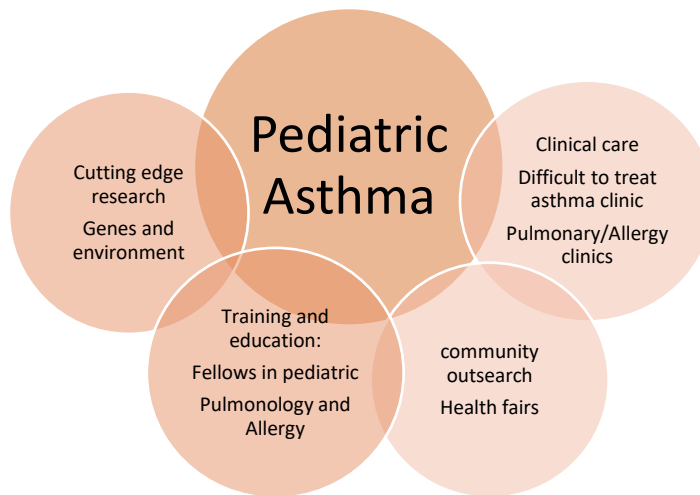 Pediatric
Asthma
Cutting edge
research
Genes and
environment
Training and
education:
Fellows in pediatric
Pulmonology and
Allergy
community
outsearch
Health fairs
Clinical care
Difficult to treat
asthma clinic
Pulmonary/Allergy
clinics